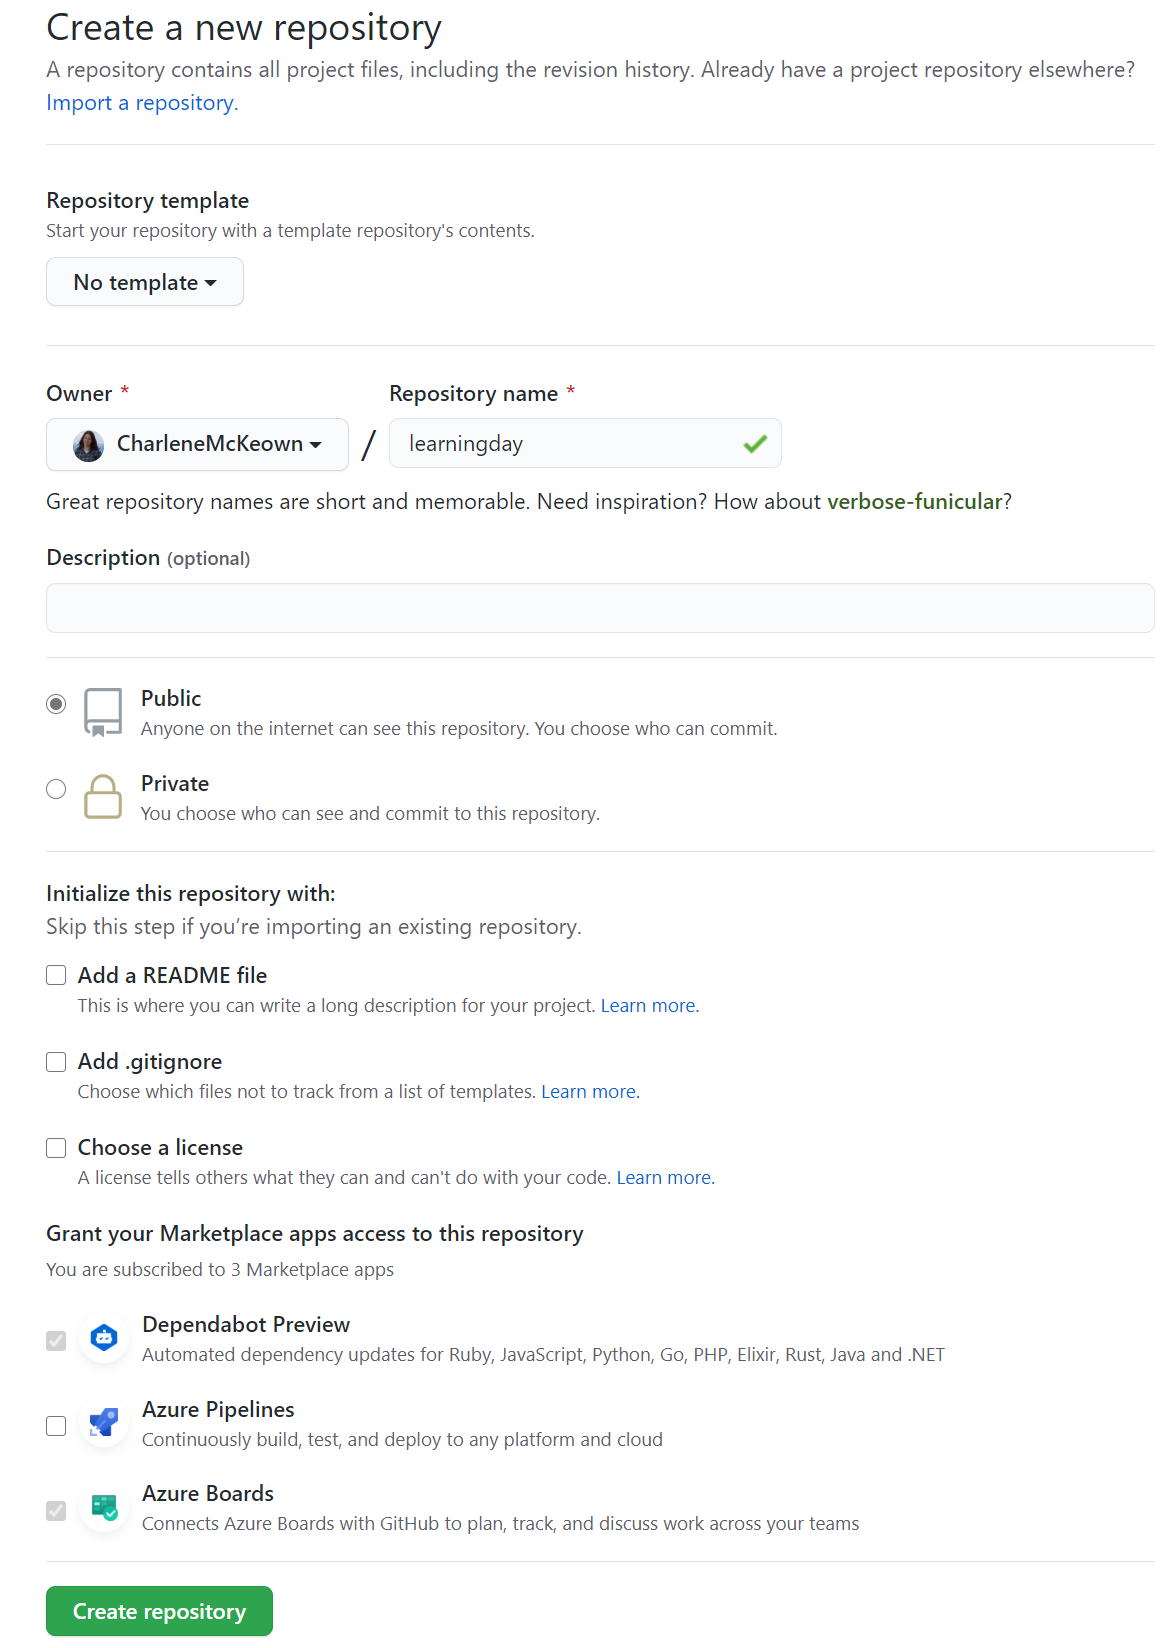 Create a new repository
A repository contains all project files, including the revision history. Already have a project repository elsewhere?
Import a repository.
Repository template
Start your repository with a template repository's contents.
No template
Owner *
Repository name *
CharleneMcKeown / learningday
Great repository names are short and memorable. Need inspiration? How about verbose-funicular?
Description (optional)
Public
Anyone on the internet can see this repository. You choose who can commit.
Private
You choose who can see and commit to this repository.
Initialize this repository with:
Skip this step if you’re importing an existing repository.
Add a README file
This is where you can write a long description for your project. Learn more.
Add .gitignore
Choose which files not to track from a list of templates. Learn more.
Choose a license
A license tells others what they can and can't do with your code. Learn more.
Grant your Marketplace apps access to this repository
You are subscribed to 3 Marketplace apps
Dependabot Preview
Automated dependency updates for Ruby, JavaScript, Python, Go, PHP, Elixir, Rust, Java and .NET
Azure Pipelines
Continuously build, test, and deploy to any platform and cloud
Azure Boards
Connects Azure Boards with GitHub to plan, track, and discuss work across your teams
Create repository